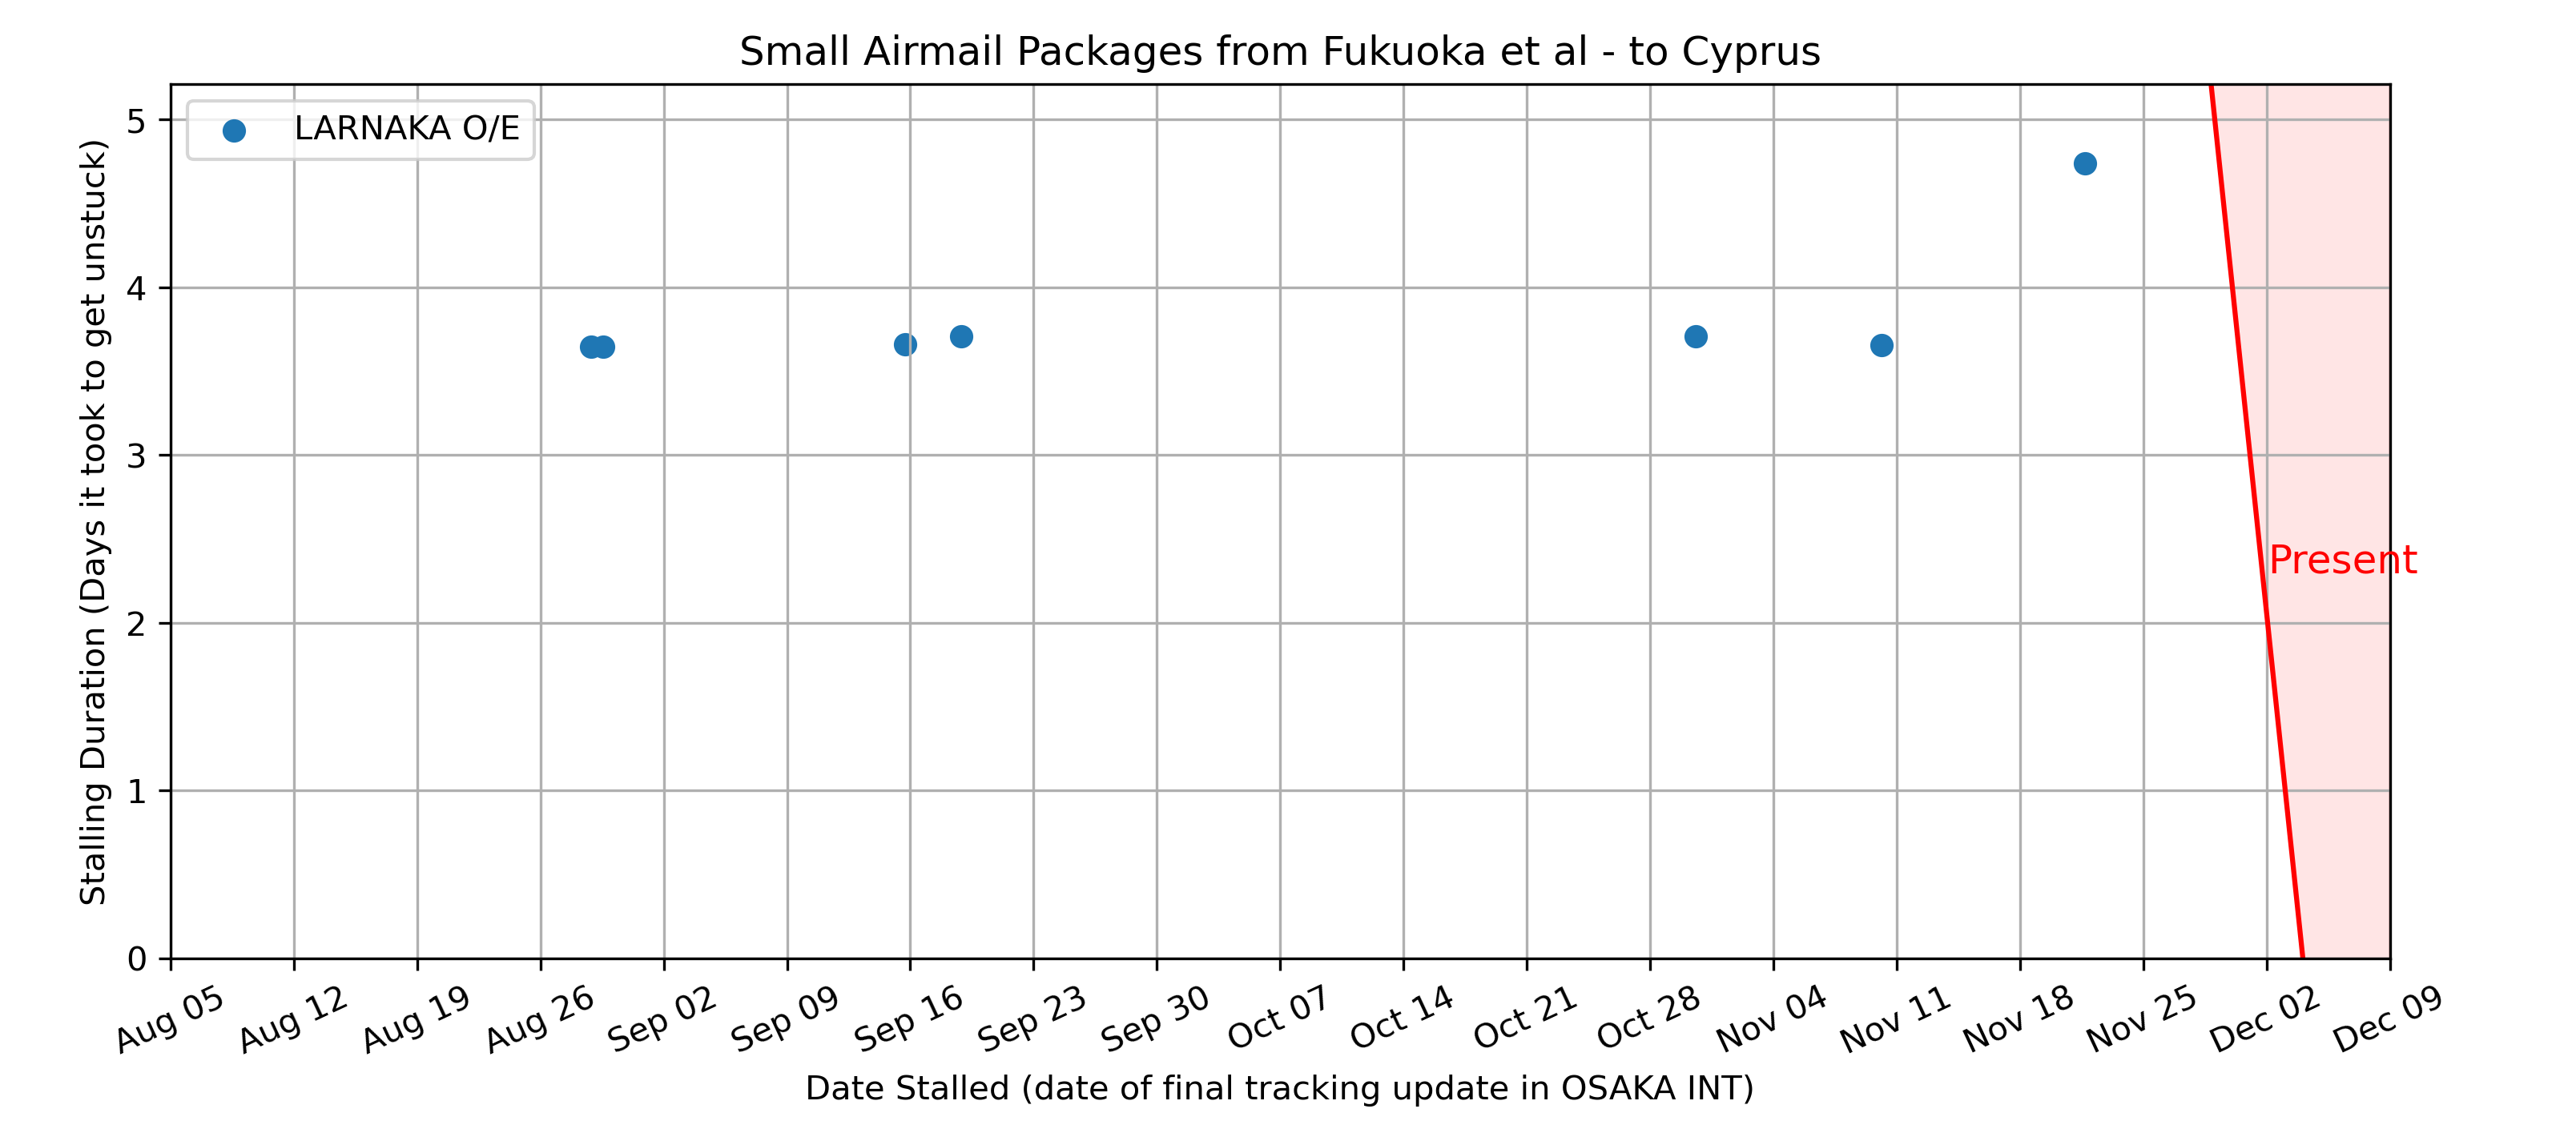 Small Airmail Packages from Fukuoka et al - to Cyprus
LARNAKA O/E
Stalling Duration (Days it took to get unstuck)
5
4
3
2
1
0
Present
Aug 05
Aug 12
Aug 19
Aug 26
Sep 02
Sep 09
Sep 16
Sep 23
Sep 30
Oct 07
Oct 14
Oct 21
Oct 28
Nov 04
Nov 11
Nov 18
Nov 25
Dec 02
Dec 09
Date Stalled (date of final tracking update in OSAKA INT)